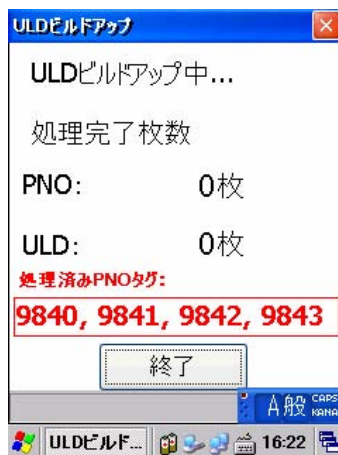 ULDビルドアップ
ULDビルドアップ中...
処理完了枚数
PNO: 0枚
ULD: 0枚
処理済みPNOタグ:
9840, 9841, 9842, 9843
終了
A般 CAPS KANA
ULDビルドF... 16:22